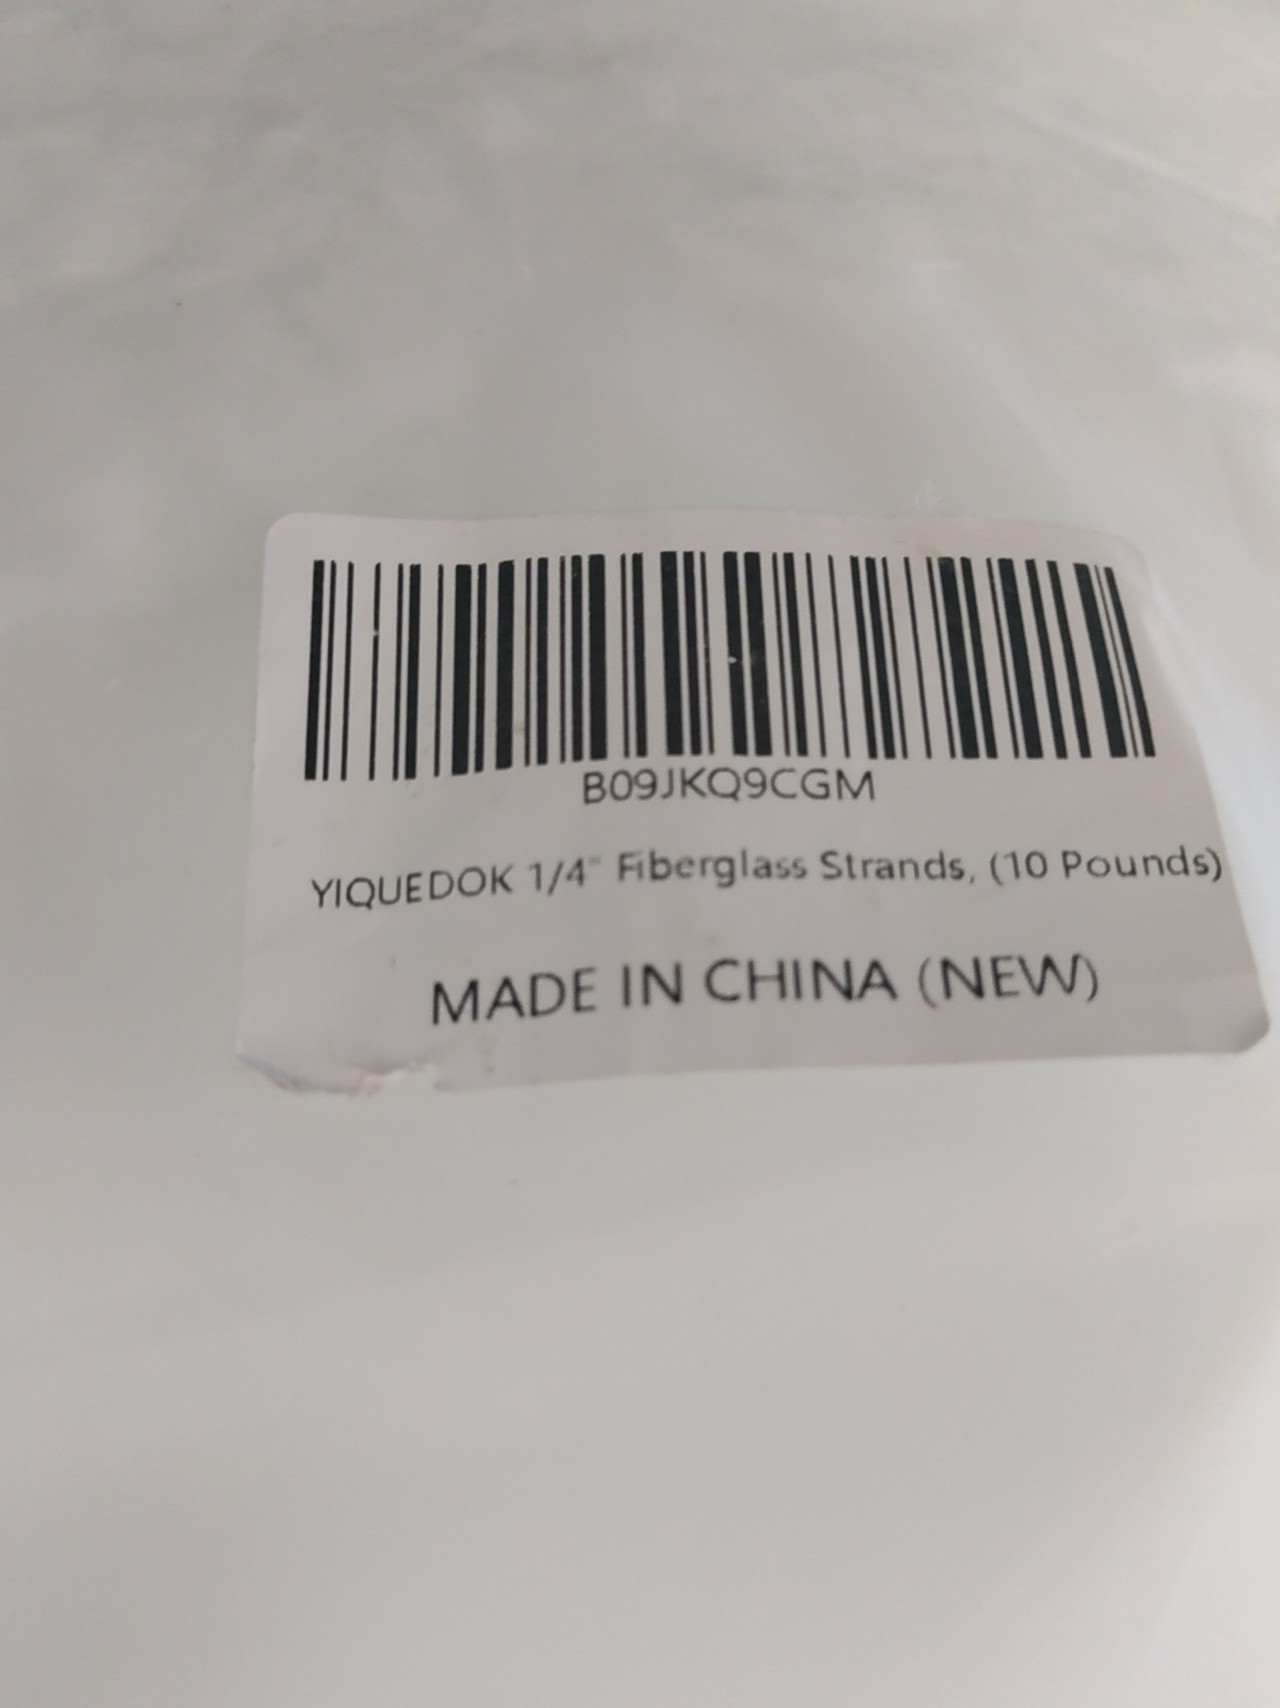 B09JKQ9CGM
YIQUEDOK 1/4" Fiberglass Strands, (10 Pounds)
MADE IN CHINA (NEW)